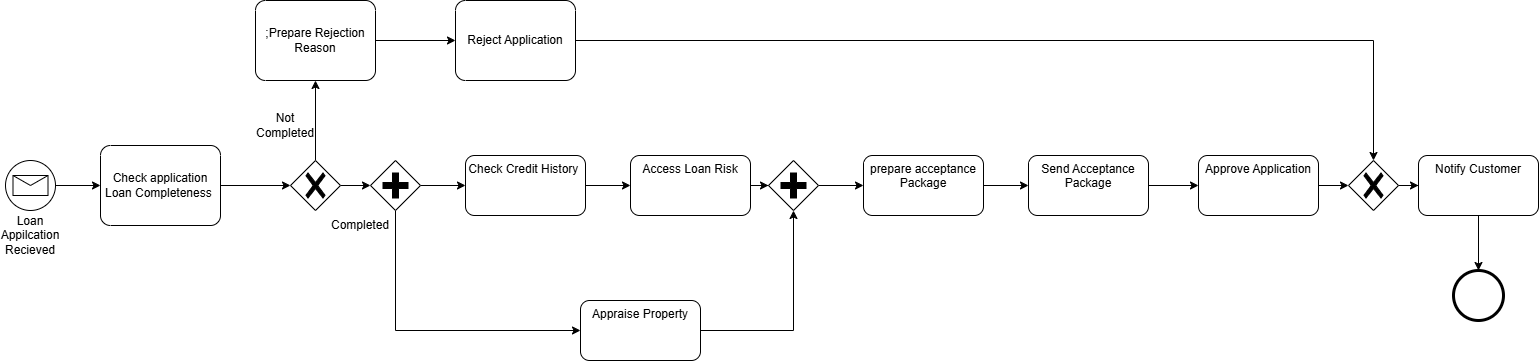 ;Prepare Rejection
Reason
Reject Application
Not
Completed
Loan
Appilcation
Recieved
Check application
Loan Completeness
Completed
Check Credit History
Access Loan Risk
Appraise Property
prepare acceptance
Package
Send Acceptance
Package
Approve Application
Notify Customer